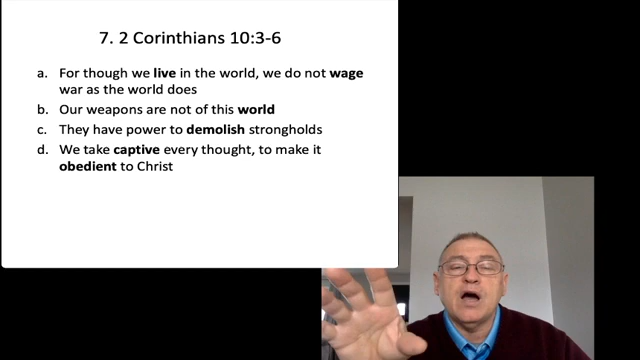 7. 2 Corinthians 10:3-6
a. For though we live in the world, we do not wage
war as the world does
b. Our weapons are not of this world
c. They have power to demolish strongholds
d. We take captive every thought, to make it
obedient to Christ